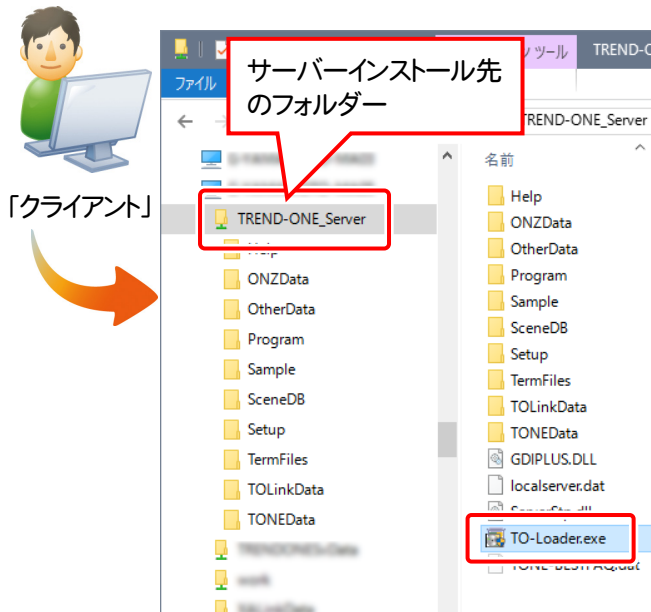 「クライアント」
サーバーインストール先
のフォルダー
ツール
ファイル
TREND-ONE_Server
TREND-ONE_Server
ONZData
OtherData
Program
Sample
SceneDB
Setup
TermFiles
TOLinkData
TONEData
名前
Help
ONZData
OtherData
Program
Sample
SceneDB
Setup
TermFiles
TOLinkData
TONEData
GDIPLUS.DLL
localserver.dat
TO-Loader.exe